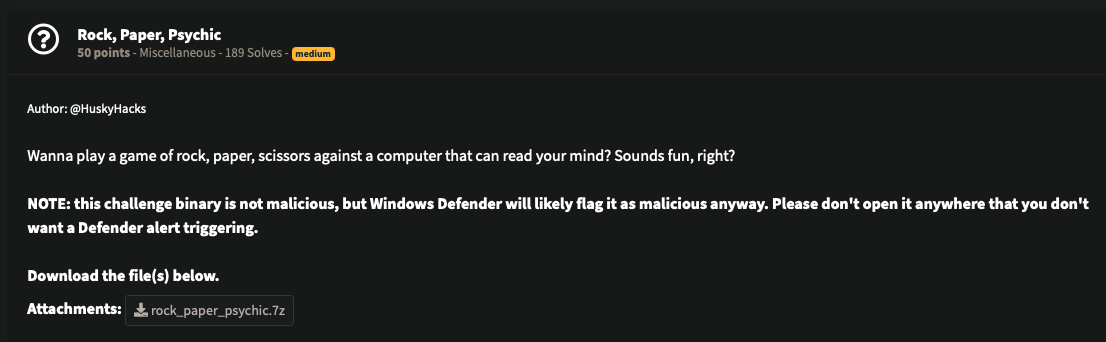 Rock, Paper, Psychic
50 points - Miscellaneous - 189 Solves - medium
Author: @HuskyHacks
Wanna play a game of rock, paper, scissors against a computer that can read your mind? Sounds fun, right?
NOTE: this challenge binary is not malicious, but Windows Defender will likely flag it as malicious anyway. Please don't open it anywhere that you don't
want a Defender alert triggering.
Download the file(s) below.
Attachments: rock_paper_psychic.7z